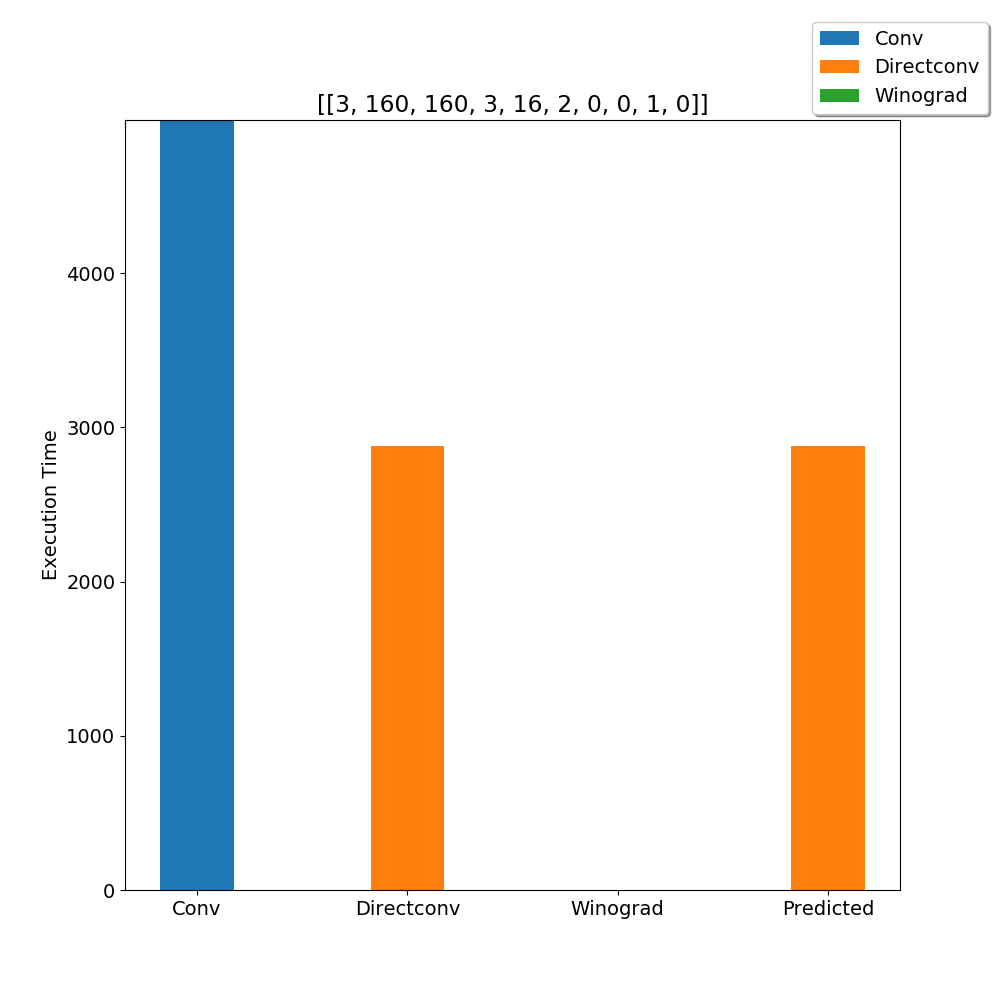 Conv
Directconv
Winograd
[[3, 160, 160, 3, 16, 2, 0, 0, 1, 0]]
4000
3000
2000
1000
0
Execution Time
Conv Directconv Winograd Predicted